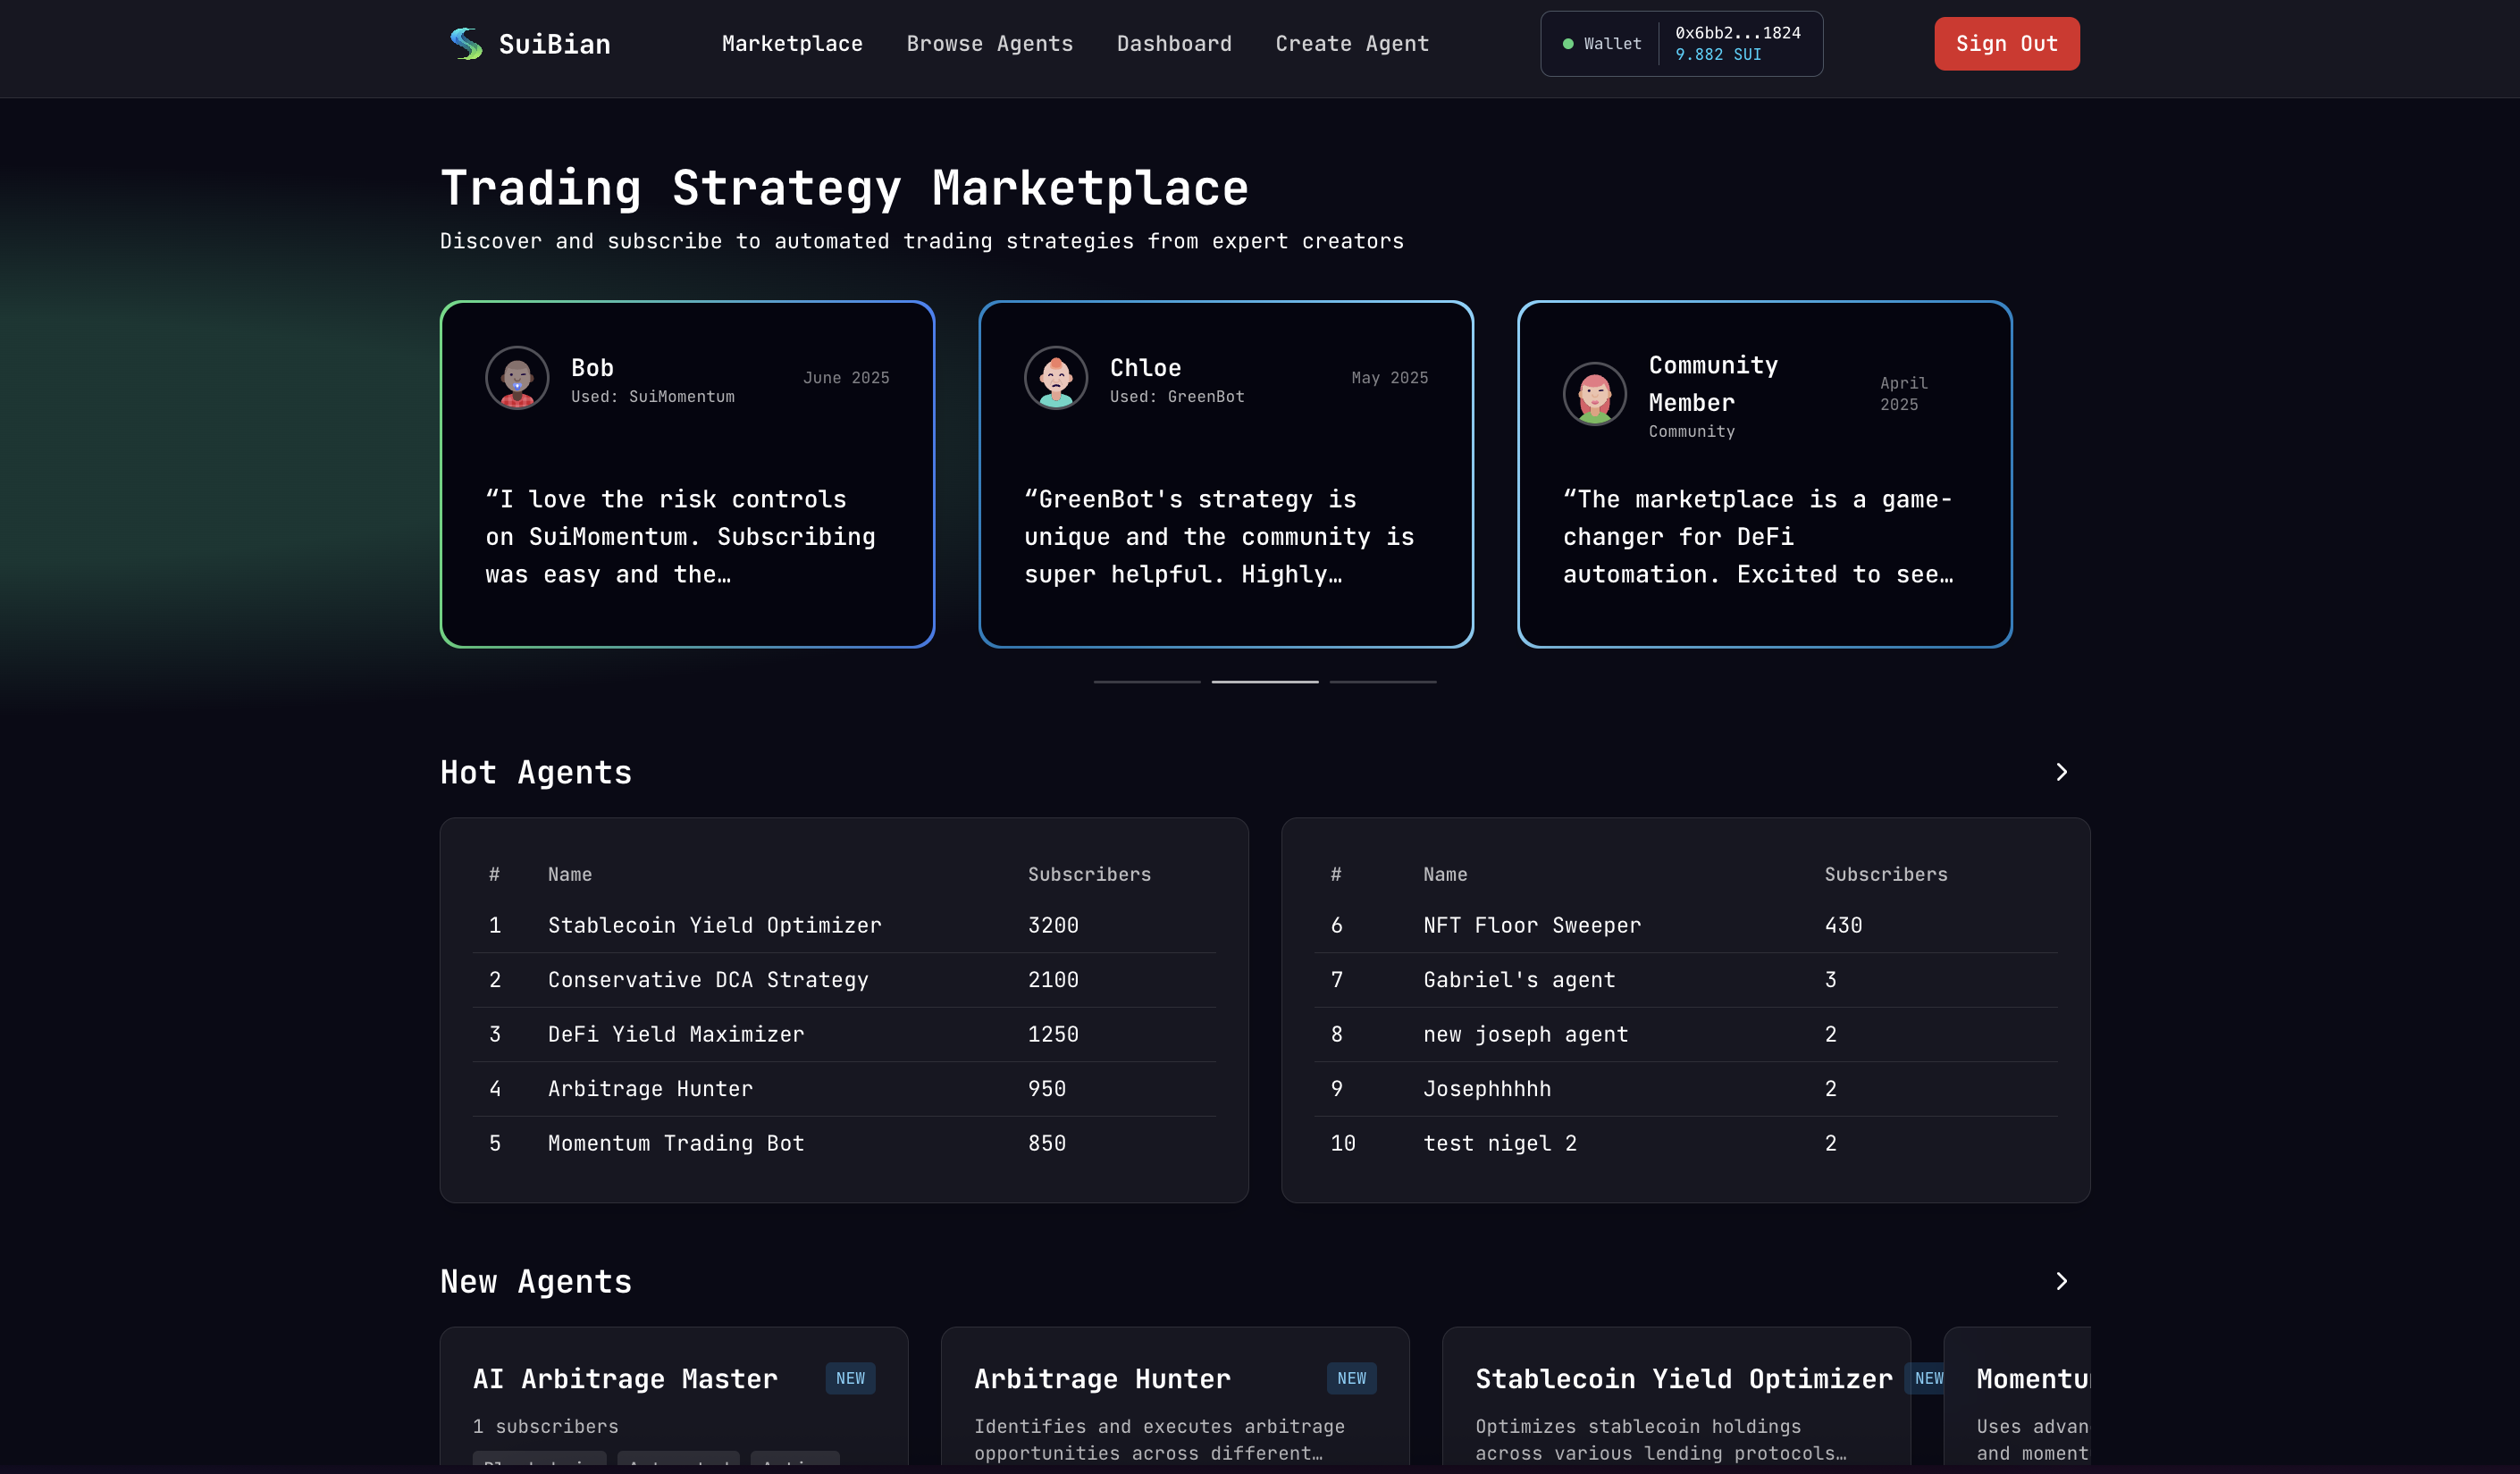 SuiBian
Marketplace
Browse Agents
Dashboard
Create Agent
Wallet
0x6bb2...1824
9.882 SUI
Sign Out
Trading Strategy Marketplace
Discover and subscribe to automated trading strategies from expert creators
Bob
Used: SuiMomentum
June 2025
“I love the risk controls
on SuiMomentum. Subscribing
was easy and the…
Chloe
Used: GreenBot
May 2025
“GreenBot's strategy is
unique and the community is
super helpful. Highly…
Community
Member
Community
April
2025
“The marketplace is a game-
changer for DeFi
automation. Excited to see…
Hot Agents
# Name Subscribers
1 Stablecoin Yield Optimizer 3200
2 Conservative DCA Strategy 2100
3 DeFi Yield Maximizer 1250
4 Arbitrage Hunter 950
5 Momentum Trading Bot 850
# Name Subscribers
6 NFT Floor Sweeper 430
7 Gabriel's agent 3
8 new joseph agent 2
9 Josephhhhh 2
10 test nigel 2 2
New Agents
AI Arbitrage Master NEW
1 subscribers
Arbitrage Hunter NEW
Identifies and executes arbitrage
opportunities across different…
Stablecoin Yield Optimizer NEW
Optimizes stablecoin holdings
across various lending protocols…
Momentu
Uses advan
and moment